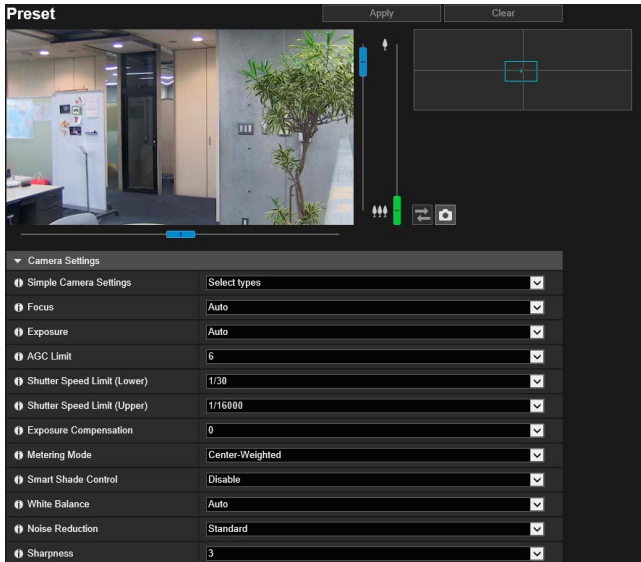 Preset
Apply
Clear
Camera Settings
Simple Camera Settings
Select types
Focus
Auto
Exposure
Auto
AGC Limit
6
Shutter Speed Limit (Lower)
1/30
Shutter Speed Limit (Upper)
1/16000
Exposure Compensation
0
Metering Mode
Center-Weighted
Smart Shade Control
Disable
White Balance
Auto
Noise Reduction
Standard
Sharpness
3